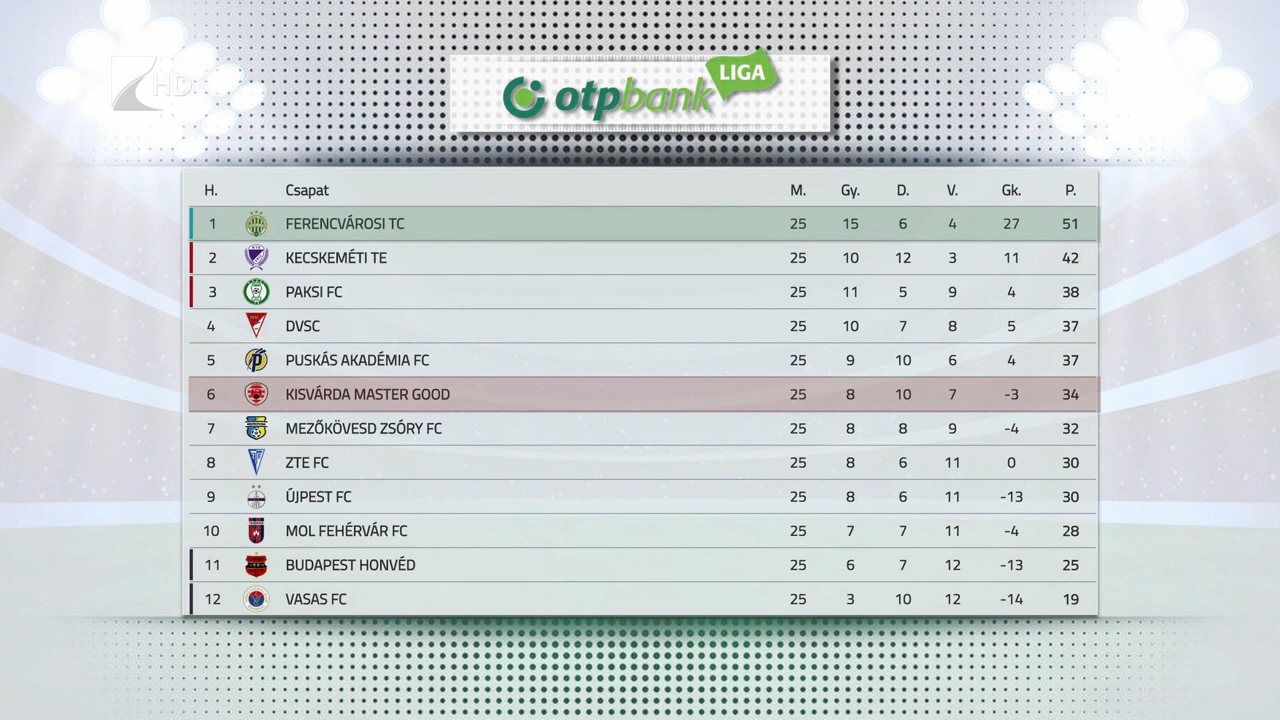 HD
otpbank LIGA
H. Csapat M. Gy. D. V. Gk. P.
1 FERENCVÁROSI TC 25 15 6 4 27 51
2 KECSKEMÉTI TE 25 10 12 3 11 42
3 PAKSI FC 25 11 5 9 4 38
4 DVSC 25 10 7 8 5 37
5 PUSKÁS AKADÉMIA FC 25 9 10 6 4 37
6 KISVÁRDA MASTER GOOD 25 8 10 7 -3 34
7 MEZŐKÖVESD ZSÓRY FC 25 8 8 9 -4 32
8 ZTE FC 25 8 6 11 0 30
9 ÚJPEST FC 25 8 6 11 -13 30
10 MOL FEHÉRVÁR FC 25 7 7 11 -4 28
11 BUDAPEST HONVÉD 25 6 7 12 -13 25
12 VASAS FC 25 3 10 12 -14 19